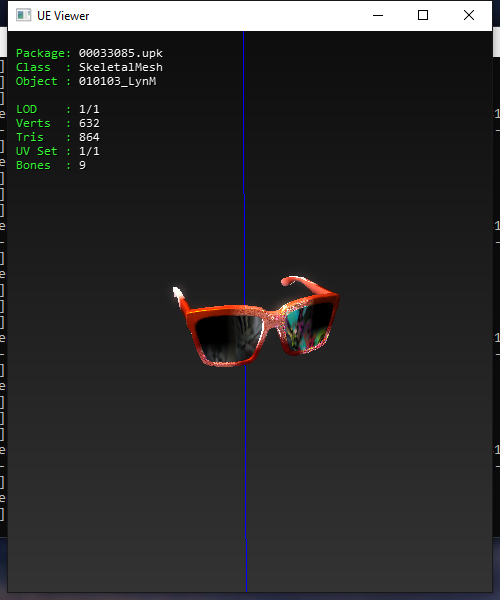 UE Viewer
Package: 00033085.upk
Class : SkeletalMesh
Object : 010103_LynM
LOD : 1/1
Verts : 632
Tris : 864
UV Set : 1/1
Bones : 9